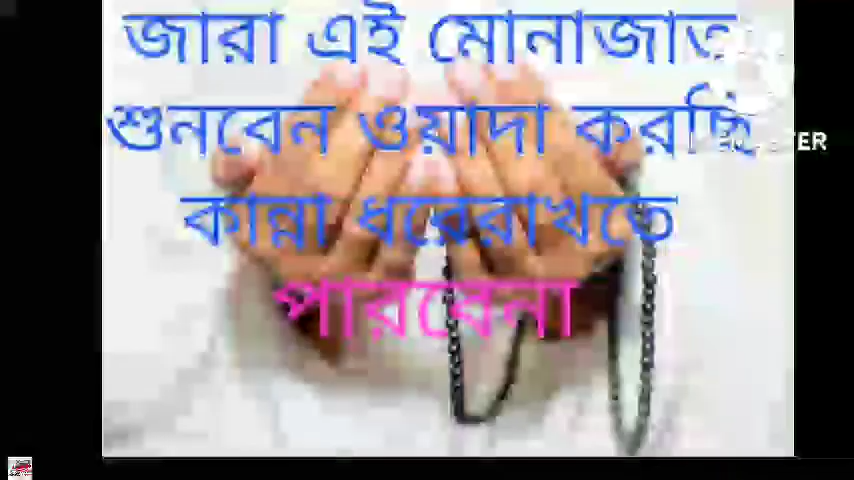 জারা এই মোনাজাত
শুনবেন ওয়াদা করছি
কান্না ধরেরাখতে
পারবেনা